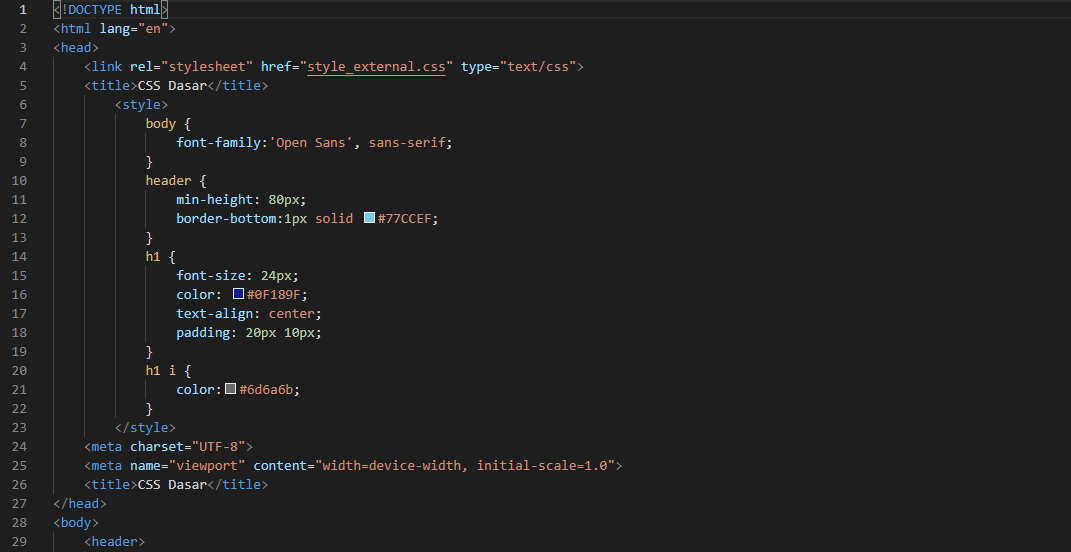 1 <!DOCTYPE html>
2 <html lang="en">
3 <head>
4     <link rel="stylesheet" href="style_external.css" type="text/css">
5     <title>CSS Dasar</title>
6         <style>
7             body {
8                 font-family:'Open Sans', sans-serif;
9             }
10             header {
11                 min-height: 80px;
12                 border-bottom:1px solid #77CCEF;
13             }
14             h1 {
15                 font-size: 24px;
16                 color: #0F189F;
17                 text-align: center;
18                 padding: 20px 10px;
19             }
20             h1 i {
21                 color:#6d6a6b;
22             }
23         </style>
24     <meta charset="UTF-8">
25     <meta name="viewport" content="width=device-width, initial-scale=1.0">
26     <title>CSS Dasar</title>
27 </head>
28 <body>
29     <header>